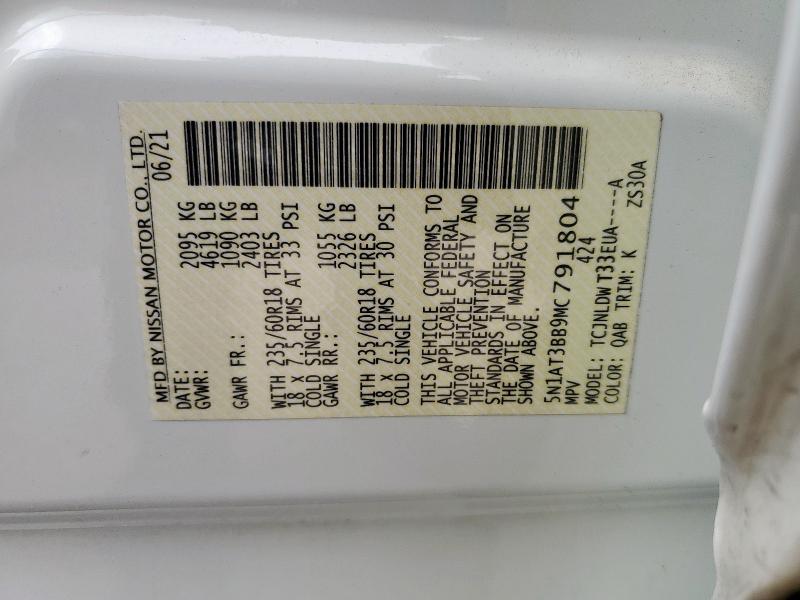 MFD BY NISSAN MOTOR CO., LTD.
DATE: 06/21
GVWR: 2095 KG
4619 LB
GAWR FR.: 1090 KG
2403 LB
WITH 235/60R18 TIRES
18 x 7.5 RIMS AT 33 PSI
COLD SINGLE
GAWR RR.: 1055 KG
2326 LB
WITH 235/60R18 TIRES
18 x 7.5 RIMS AT 30 PSI
COLD SINGLE
THIS VEHICLE CONFORMS TO
ALL APPLICABLE FEDERAL
MOTOR VEHICLE SAFETY AND
THEFT PREVENTION
STANDARDS IN EFFECT ON
THE DATE OF MANUFACTURE
SHOWN ABOVE.
5N1AT3BB9MC791804
MPV 424
MODEL: TCJNLDWT33EUA----A
COLOR: QAB TRIM: K ZS30A